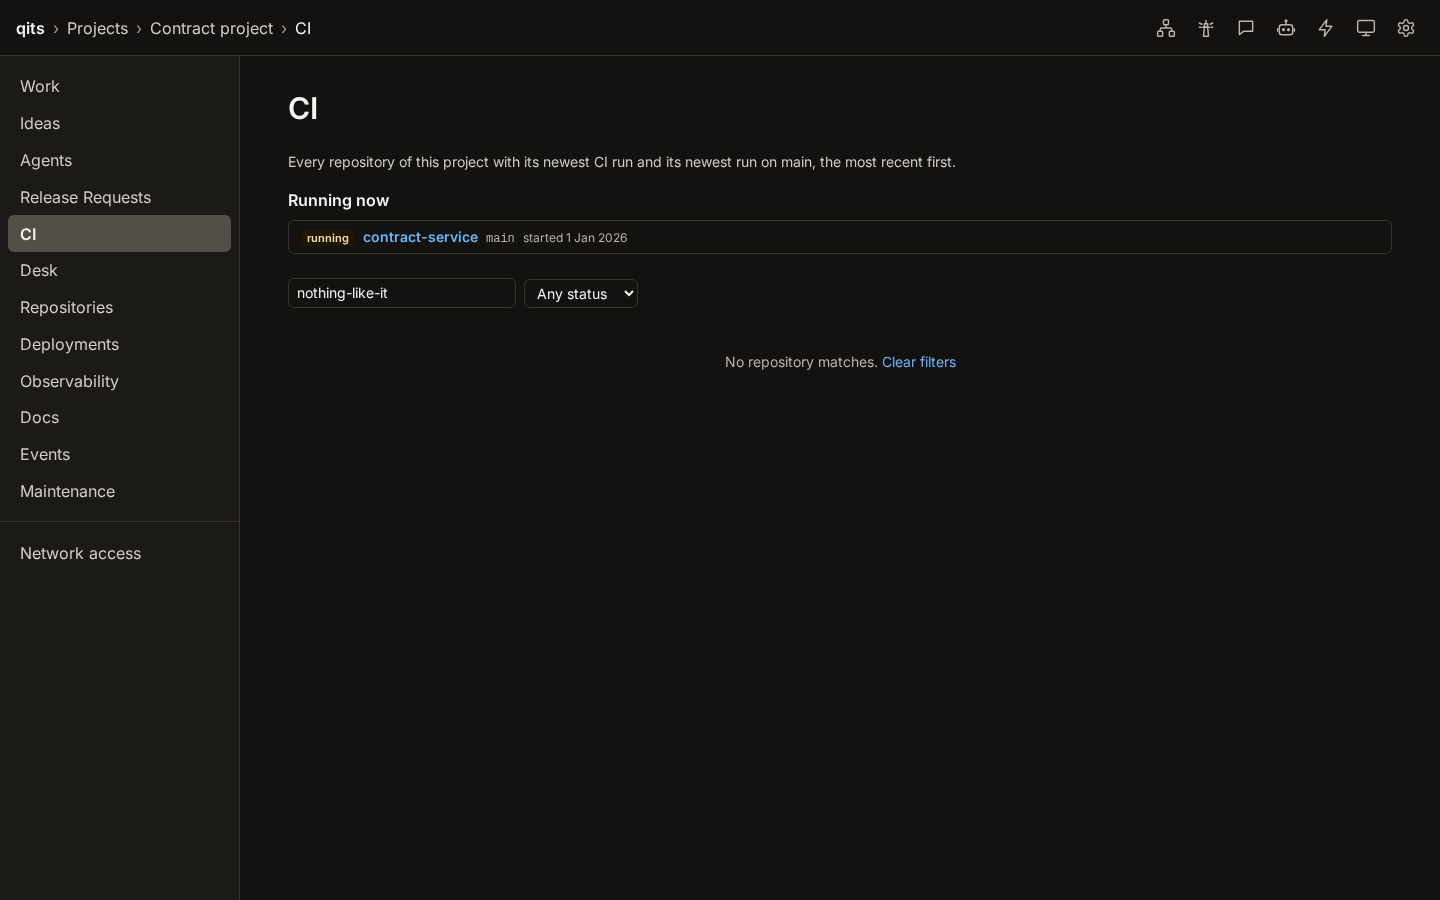 qits › Projects › Contract project › CI
Work
Ideas
Agents
Release Requests
CI
Desk
Repositories
Deployments
Observability
Docs
Events
Maintenance
Network access
CI
Every repository of this project with its newest CI run and its newest run on main, the most recent first.
Running now
running contract-service main started 1 Jan 2026
nothing-like-it Any status
No repository matches. Clear filters